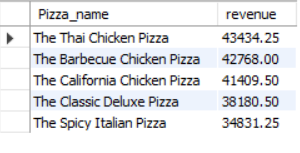 Pizza_name revenue
The Thai Chicken Pizza 43434.25
The Barbecue Chicken Pizza 42768.00
The California Chicken Pizza 41409.50
The Classic Deluxe Pizza 38180.50
The Spicy Italian Pizza 34831.25